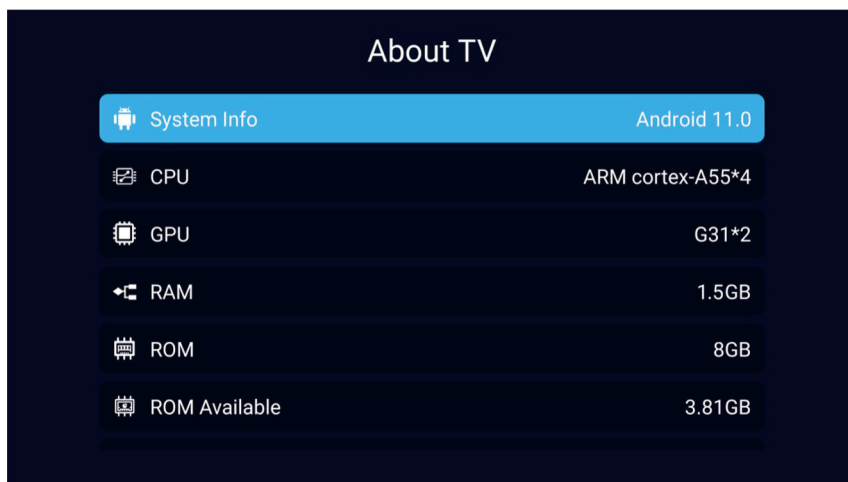 About TV
System Info Android 11.0
CPU ARM cortex-A55*4
GPU G31*2
RAM 1.5GB
ROM 8GB
ROM Available 3.81GB